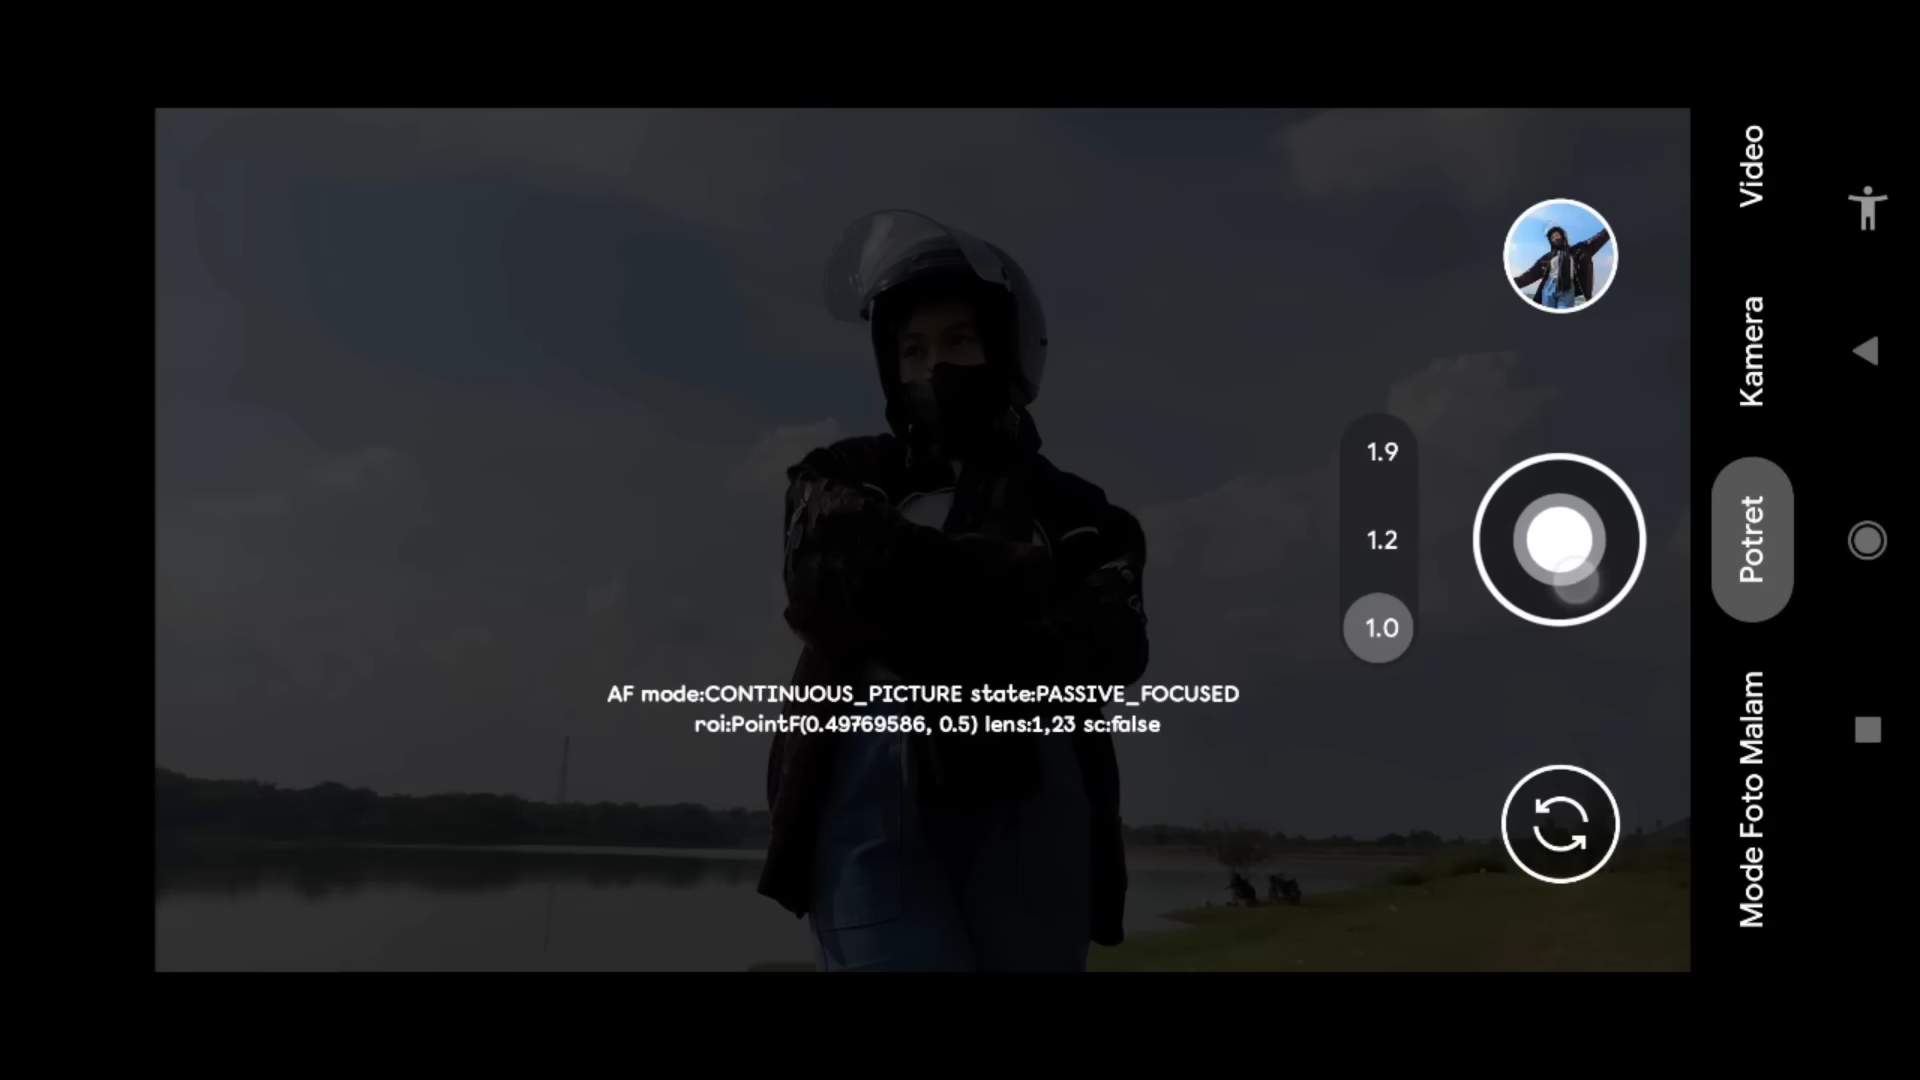 AF mode:CONTINUOUS_PICTURE state:PASSIVE_FOCUSED
roi:PointF(0.49769586, 0.5) lens:1,23 sc:false
1.9
1.2
1.0
Video
Kamera
Potret
Mode Foto Malam